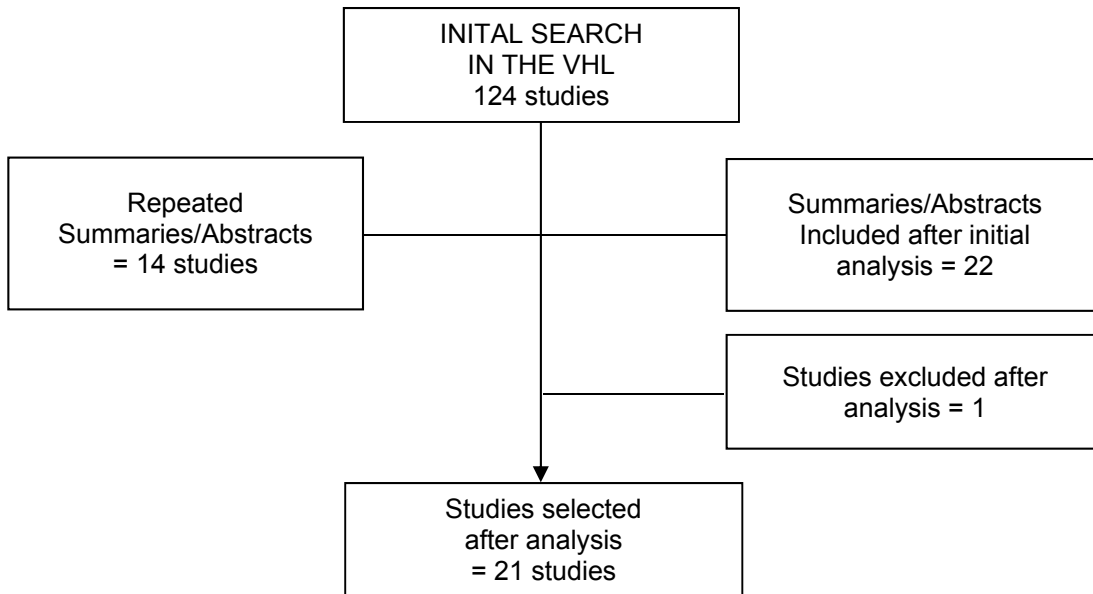 INITAL SEARCH
IN THE VHL
124 studies
Repeated
Summaries/Abstracts
= 14 studies
Summaries/Abstracts
Included after initial
analysis = 22
Studies excluded after
analysis = 1
Studies selected
after analysis
= 21 studies